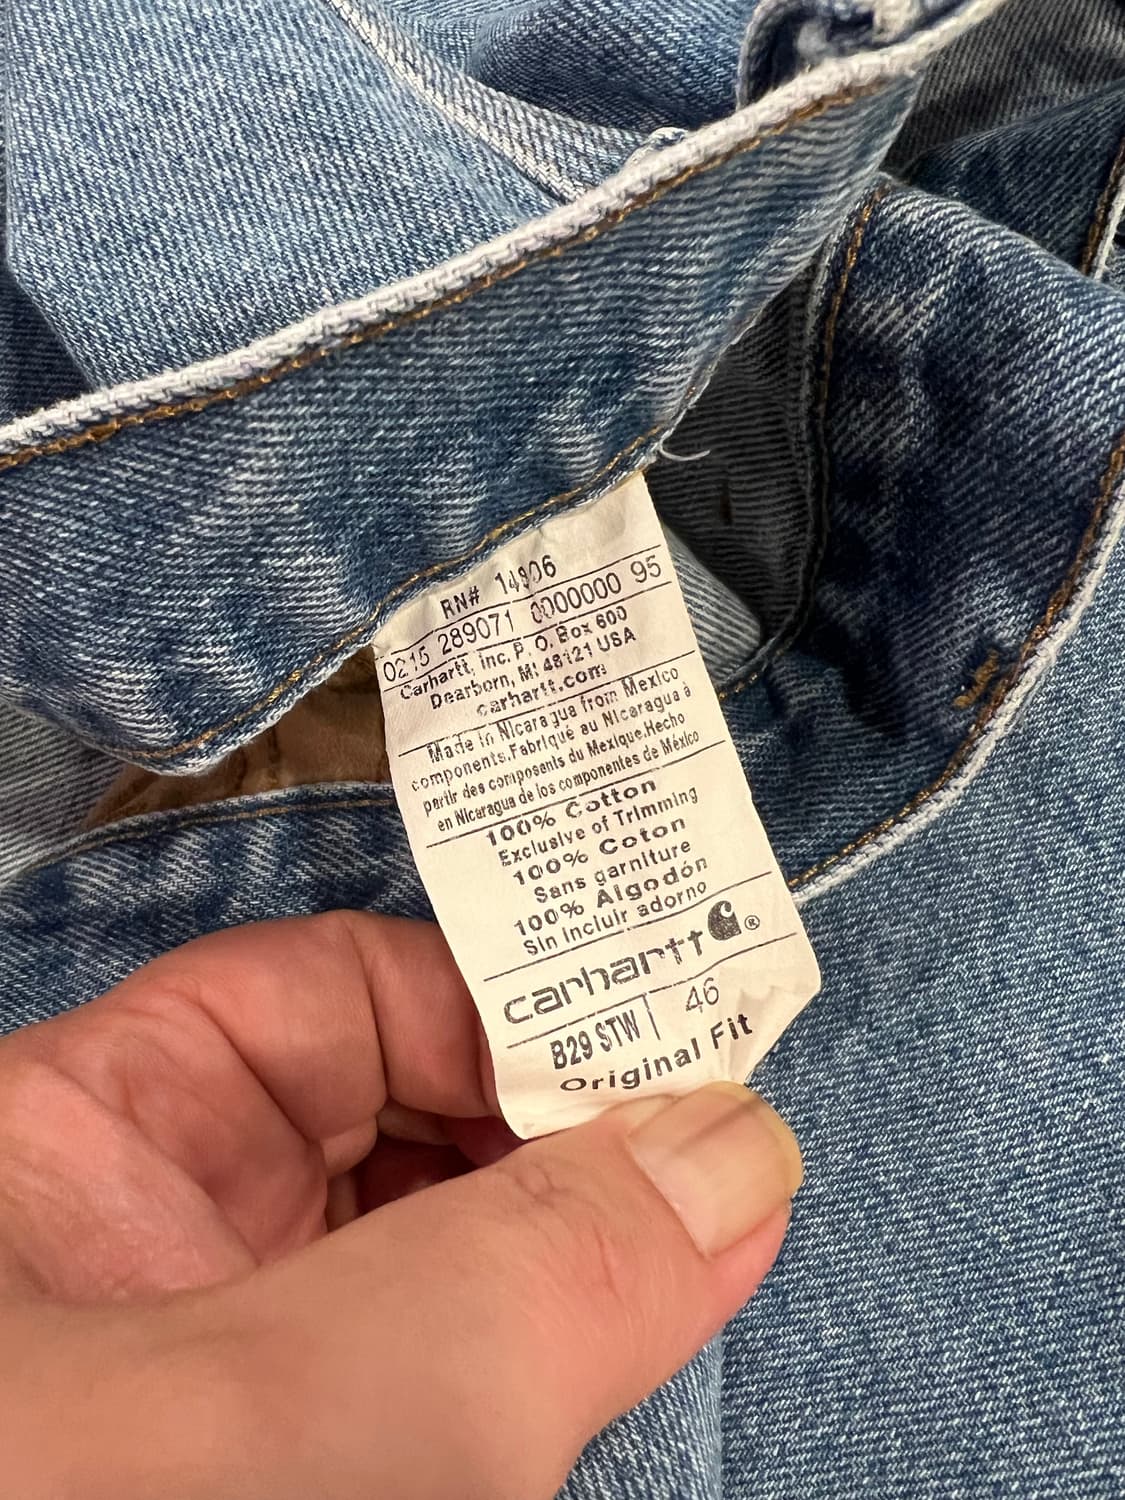 RN# 14906
0215 289071 0000000 95
Carhartt, Inc. P. O. Box 600
Dearborn, MI 48121 USA
carhartt.com
Made in Nicaragua from Mexico
components.Fabriqué au Nicaragua à
partir des composents du Mexique.Hecho
en Nicaragua de los componentes de México
100% Cotton
Exclusive of Trimming
100% Coton
Sans garniture
100% Algodón
Sin incluir adorno
carhartt ®
B29 STW | 46
Original Fit